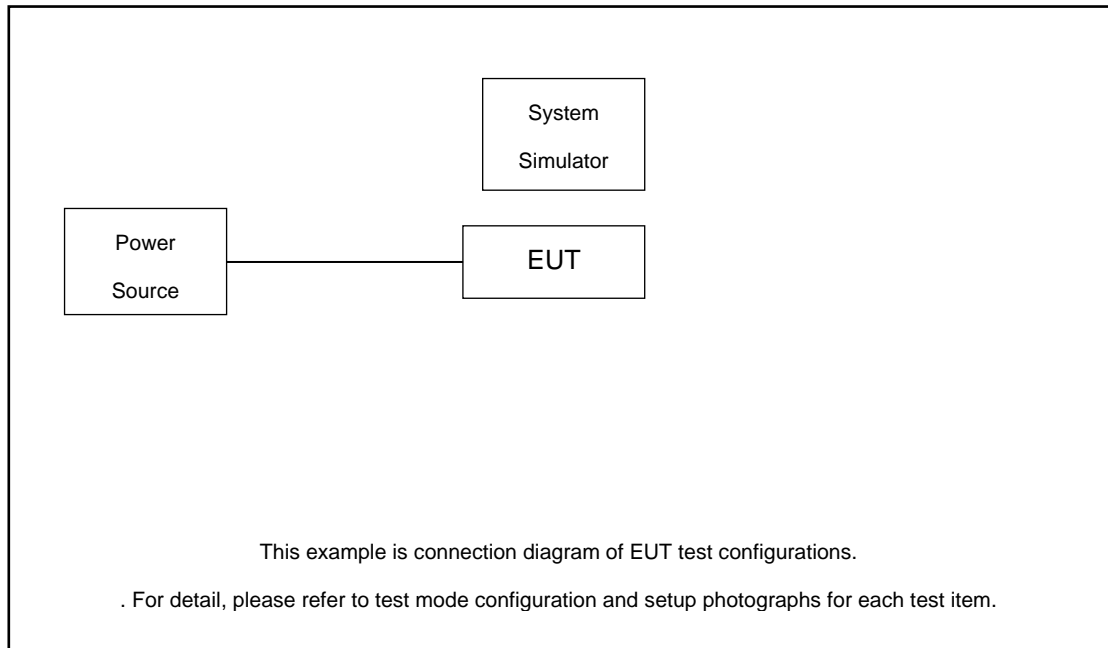 System
Simulator
Power
Source
EUT
This example is connection diagram of EUT test configurations.
. For detail, please refer to test mode configuration and setup photographs for each test item.